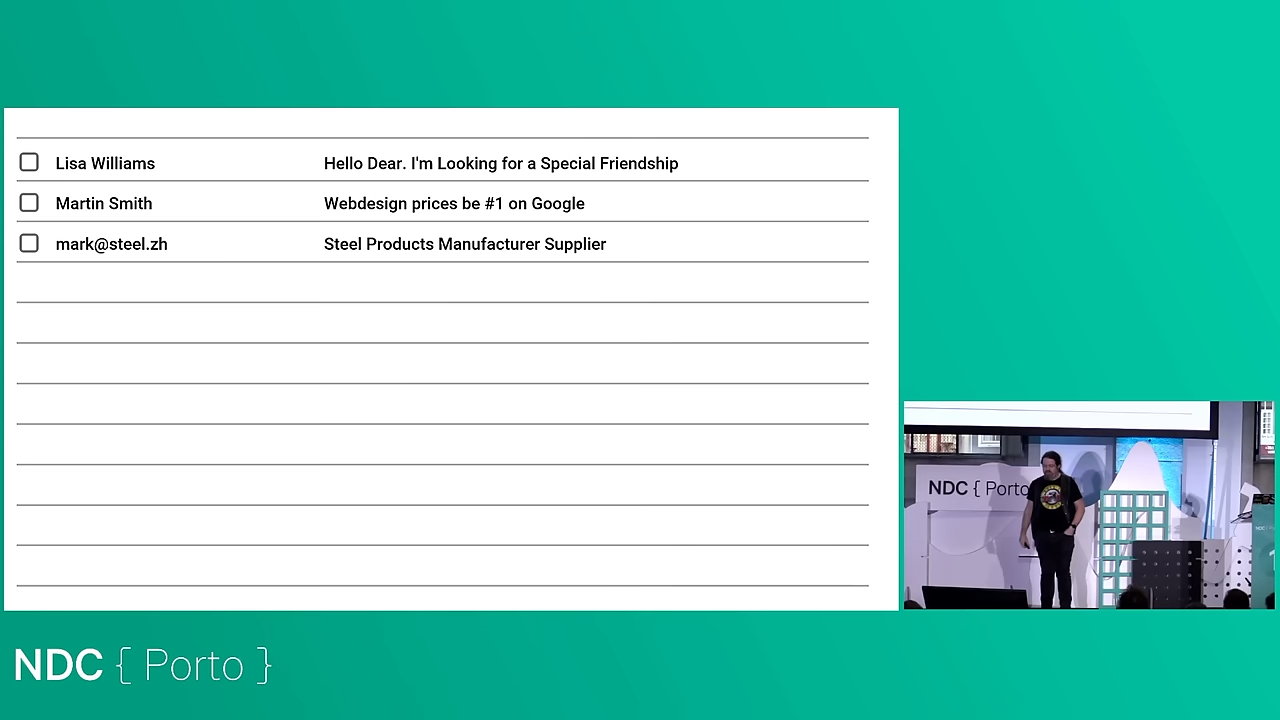 Lisa Williams Hello Dear. I'm Looking for a Special Friendship
Martin Smith Webdesign prices be #1 on Google
mark@steel.zh Steel Products Manufacturer Supplier
NDC { Porto
NDC { Porto }